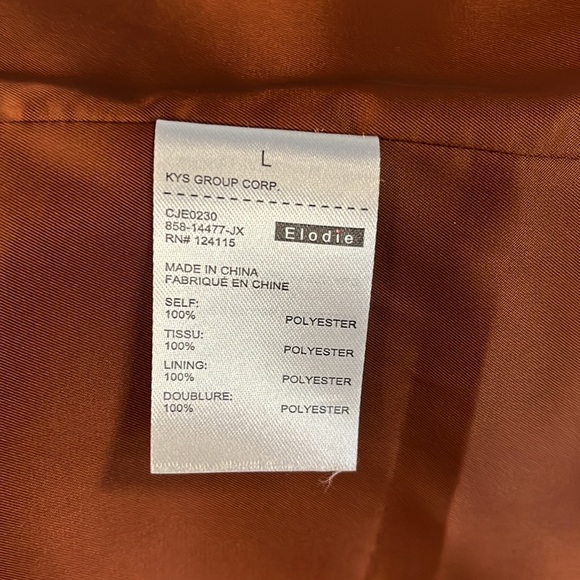 L
KYS GROUP CORP.
CJE0230
858-14477-JX
RN# 124115
Elodie
MADE IN CHINA
FABRIQUÉ EN CHINE
SELF:
100% POLYESTER
TISSU:
100% POLYESTER
LINING:
100% POLYESTER
DOUBLURE:
100% POLYESTER